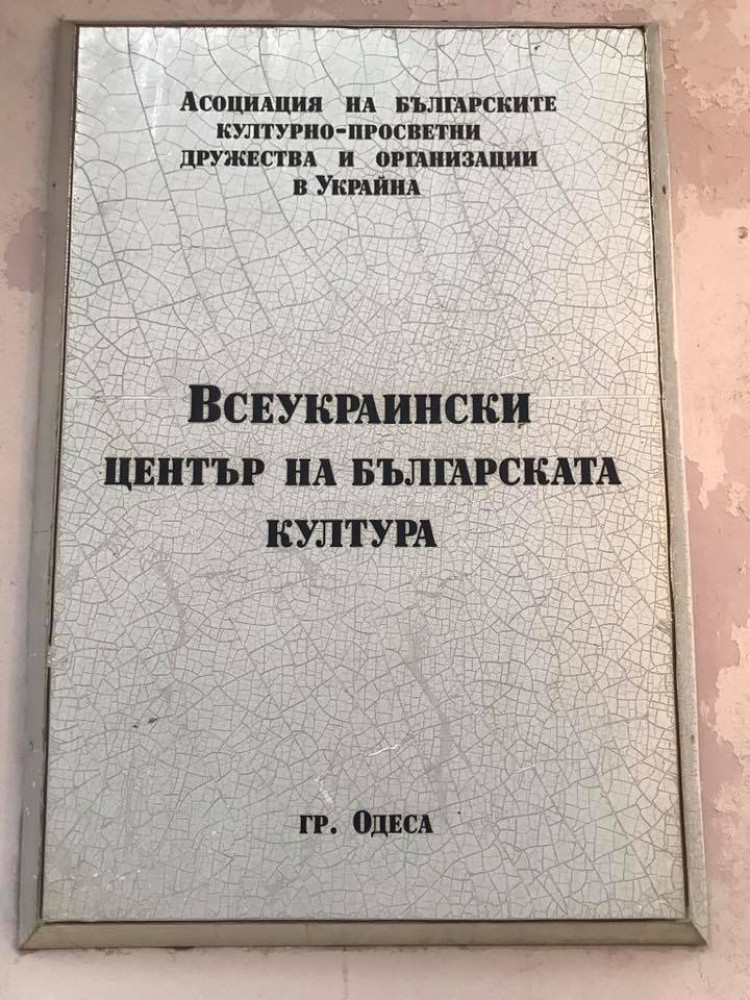 Асоциация на българските
културно-просветни
дружества и организации
в Украйна
Всеукраински
център на българската
култура
гр. Одеса